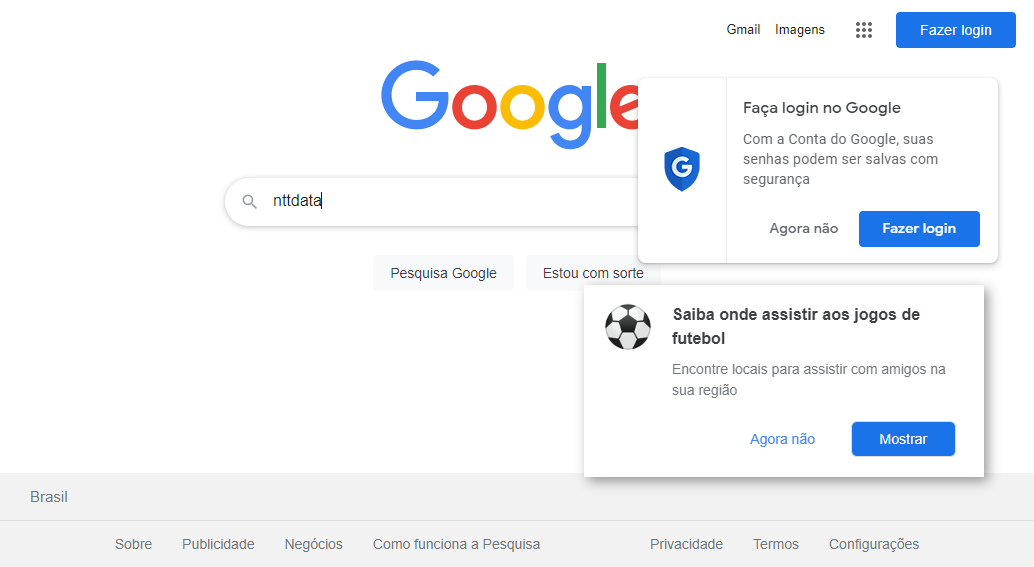 Gmail Imagens Fazer login
Google
Faça login no Google
Com a Conta do Google, suas
senhas podem ser salvas com
segurança
Agora não Fazer login
nttdata
Pesquisa Google Estou com sorte
Saiba onde assistir aos jogos de
futebol
Encontre locais para assistir com amigos na
sua região
Agora não Mostrar
Brasil
Sobre Publicidade Negócios Como funciona a Pesquisa Privacidade Termos Configurações